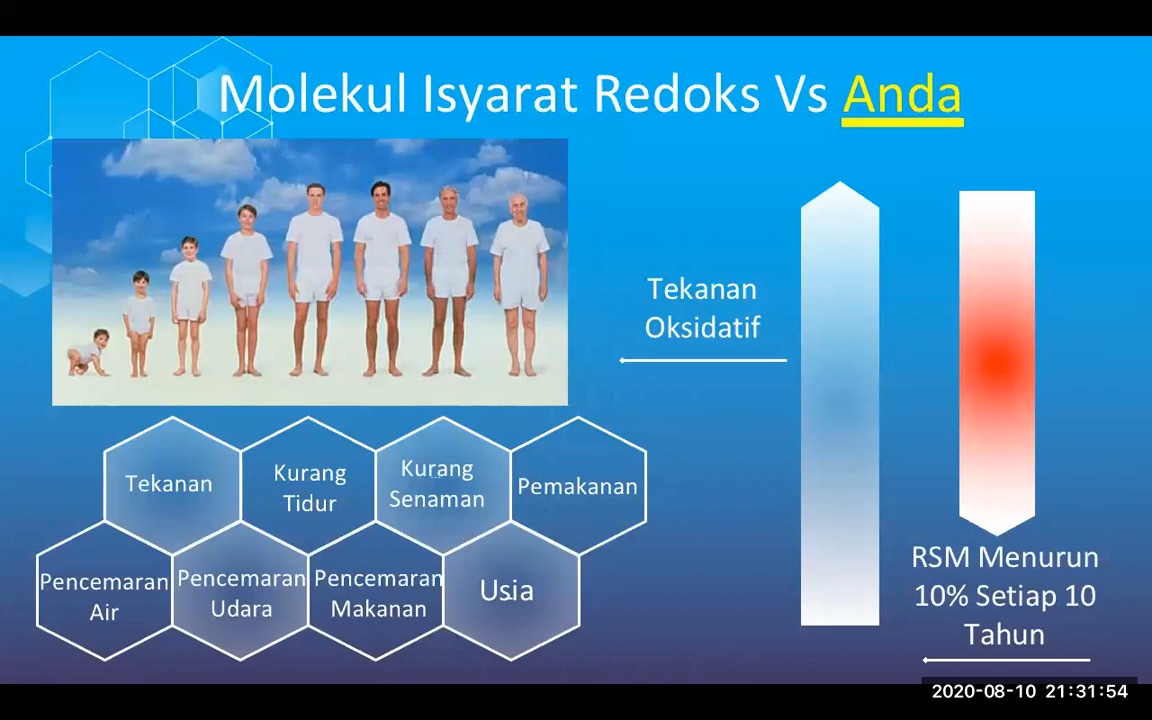 Molekul Isyarat Redoks Vs Anda
Tekanan
Oksidatif
Tekanan
Kurang
Tidur
Kurang
Senaman
Pemakanan
Pencemaran
Air
Pencemaran
Udara
Pencemaran
Makanan
Usia
RSM Menurun
10% Setiap 10
Tahun
2020-08-10 21:31:54